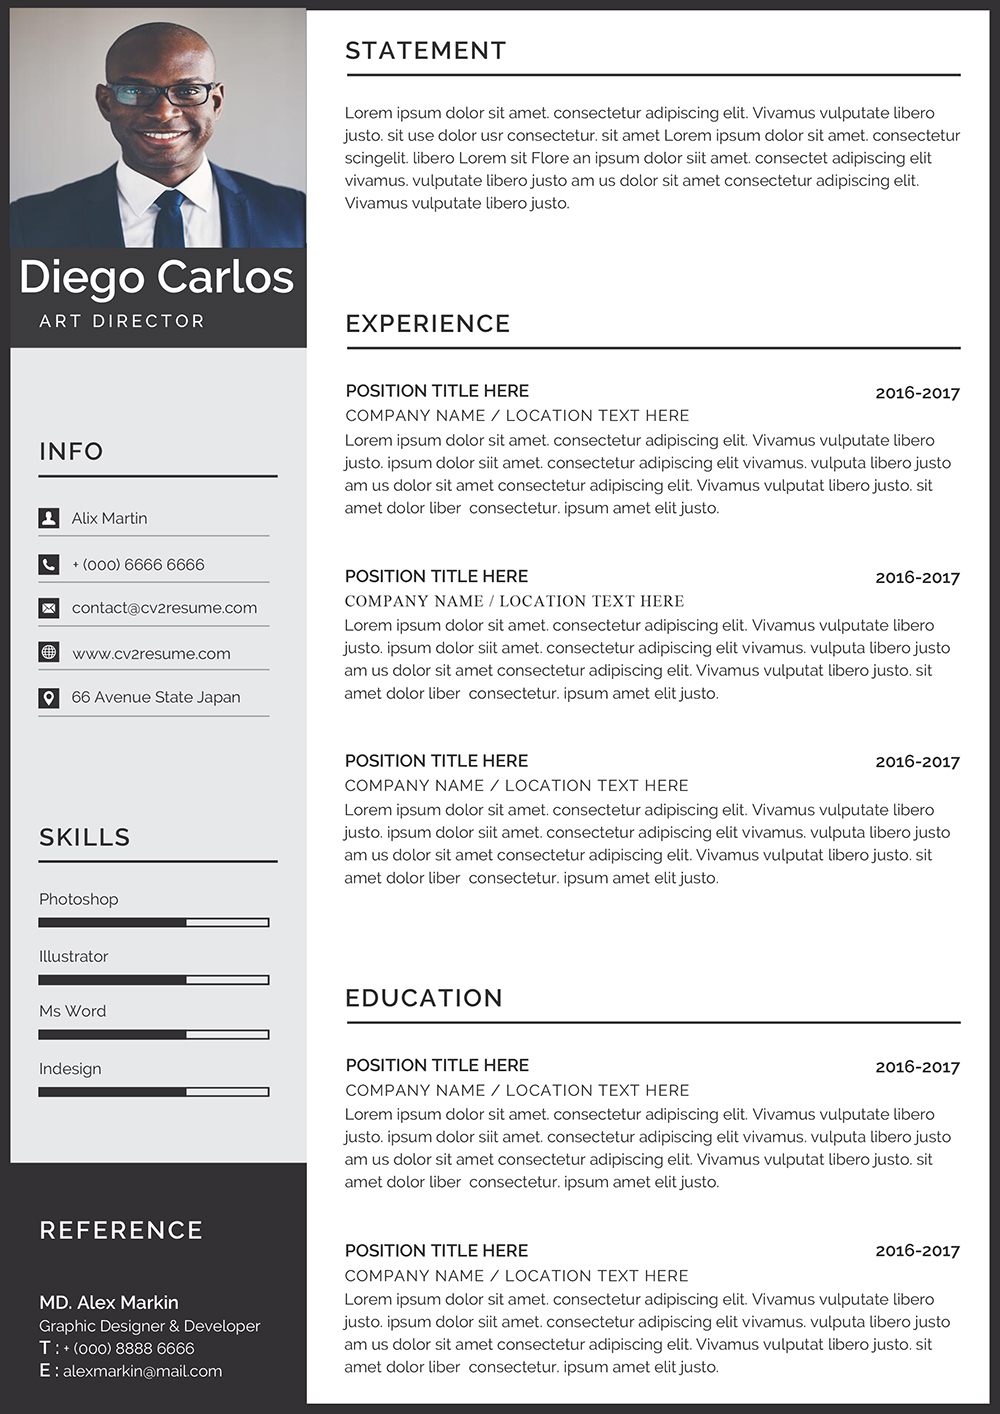 Diego Carlos
ART DIRECTOR
INFO
Alix Martin
+ (000) 6666 6666
contact@cv2resume.com
www.cv2resume.com
66 Avenue State Japan
SKILLS
Photoshop
Illustrator
Ms Word
Indesign
REFERENCE
MD. Alex Markin
Graphic Designer & Developer
T : + (000) 8888 6666
E : alexmarkin@mail.com
STATEMENT
Lorem ipsum dolor sit amet. consectetur adipiscing elit. Vivamus vulputate libero
justo. sit use dolor usr consectetur. sit amet Lorem ipsum dolor sit amet. consectetur
scingelit. libero Lorem sit Flore an ipsum dolor siit amet. consectet adipiscing elit
vivamus. vulputate libero justo am us dolor sit amet consectetur adipiscing elit.
Vivamus vulputate libero justo.
EXPERIENCE
POSITION TITLE HERE 2016-2017
COMPANY NAME / LOCATION TEXT HERE
Lorem ipsum dolor sit amet. consectetur adipiscing elit. Vivamus vulputate libero
justo. ipsum dolor siit amet. consectetur adipiscing elit vivamus. vulputa libero justo
am us dolor sit amet consectetur adipiscing elit. Vivamus vulputat libero justo. sit
amet dolor liber  consectetur. ipsum amet elit justo.
POSITION TITLE HERE 2016-2017
COMPANY NAME / LOCATION TEXT HERE
Lorem ipsum dolor sit amet. consectetur adipiscing elit. Vivamus vulputate libero
justo. ipsum dolor siit amet. consectetur adipiscing elit vivamus. vulputa libero justo
am us dolor sit amet consectetur adipiscing elit. Vivamus vulputat libero justo. sit
amet dolor liber  consectetur. ipsum amet elit justo.
POSITION TITLE HERE 2016-2017
COMPANY NAME / LOCATION TEXT HERE
Lorem ipsum dolor sit amet. consectetur adipiscing elit. Vivamus vulputate libero
justo. ipsum dolor siit amet. consectetur adipiscing elit vivamus. vulputa libero justo
am us dolor sit amet consectetur adipiscing elit. Vivamus vulputat libero justo. sit
amet dolor liber  consectetur. ipsum amet elit justo.
EDUCATION
POSITION TITLE HERE 2016-2017
COMPANY NAME / LOCATION TEXT HERE
Lorem ipsum dolor sit amet. consectetur adipiscing elit. Vivamus vulputate libero
justo. ipsum dolor siit amet. consectetur adipiscing elit vivamus. vulputa libero justo
am us dolor sit amet consectetur adipiscing elit. Vivamus vulputat libero justo. sit
amet dolor liber  consectetur. ipsum amet elit justo.
POSITION TITLE HERE 2016-2017
COMPANY NAME / LOCATION TEXT HERE
Lorem ipsum dolor sit amet. consectetur adipiscing elit. Vivamus vulputate libero
justo. ipsum dolor siit amet. consectetur adipiscing elit vivamus. vulputa libero justo
am us dolor sit amet consectetur adipiscing elit. Vivamus vulputat libero justo. sit
amet dolor liber  consectetur. ipsum amet elit justo.